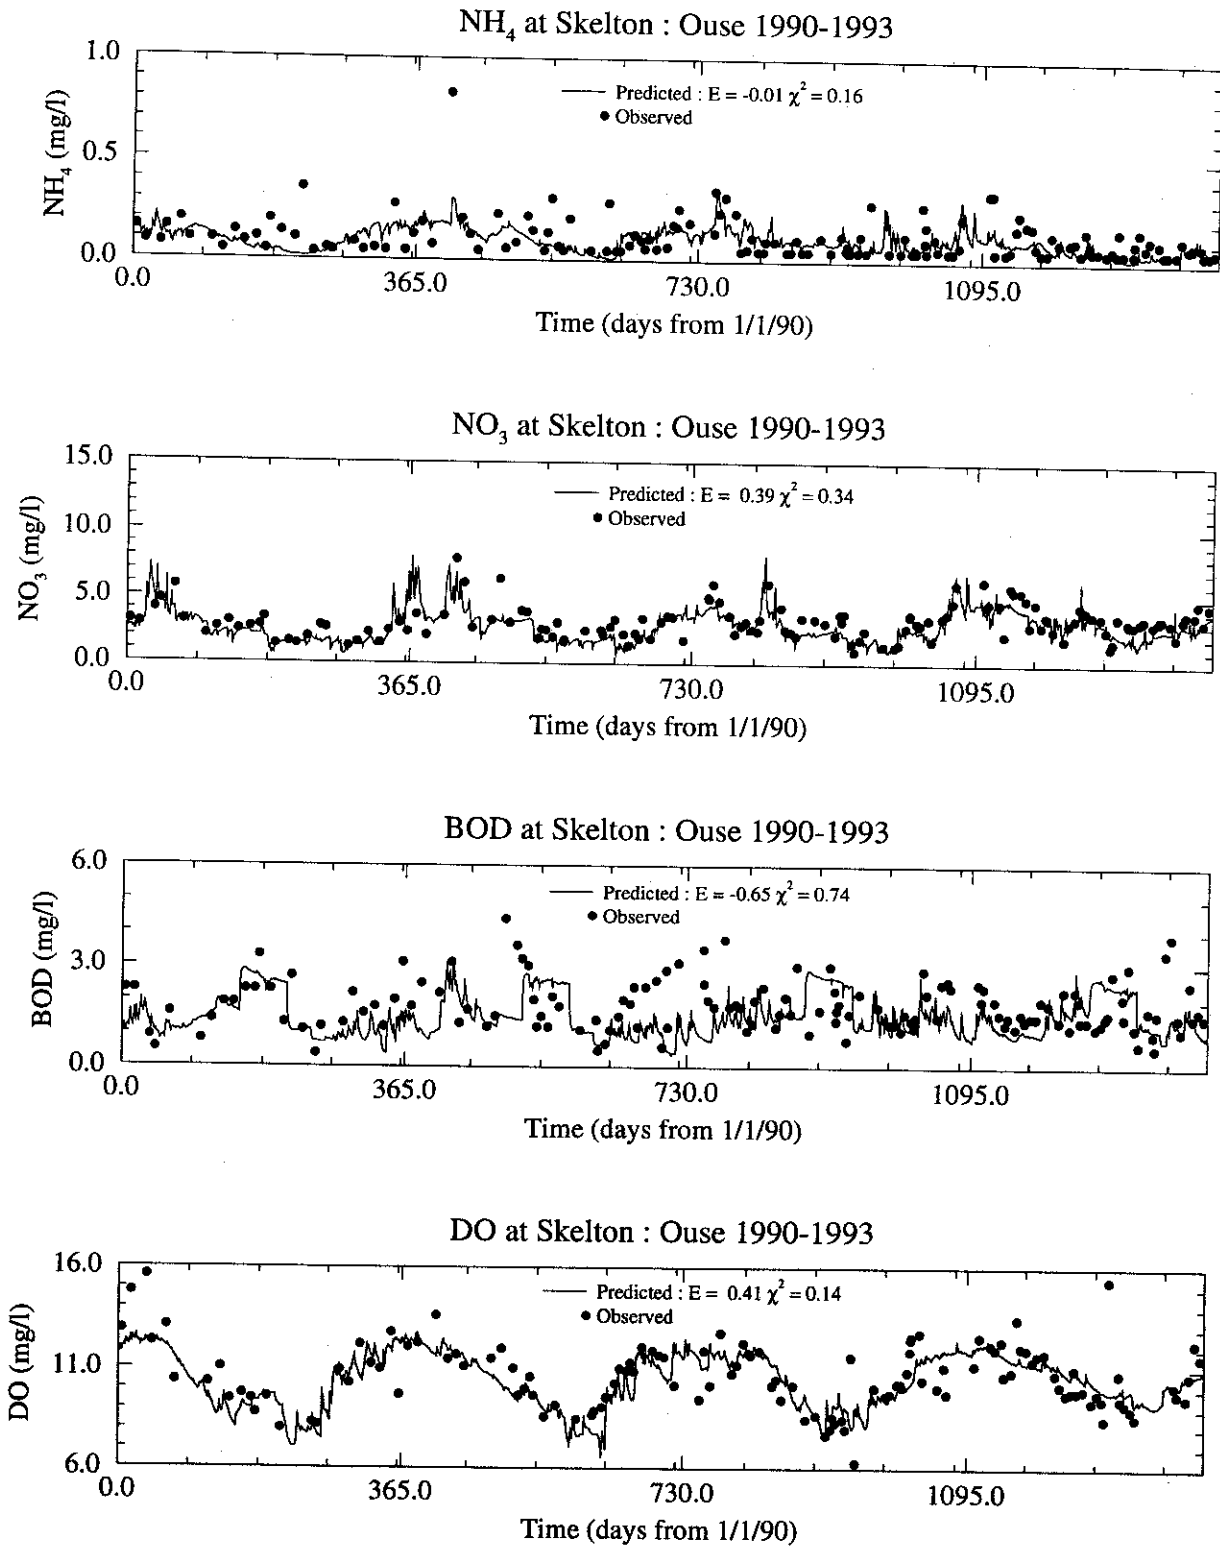 NH₄ at Skelton : Ouse 1990-1993
1.0
Predicted : E = -0.01 χ² = 0.16
Observed
NH₄ (mg/l)
0.5
0.0
0.0 365.0 730.0 1095.0
Time (days from 1/1/90)
NO₃ at Skelton : Ouse 1990-1993
15.0
Predicted : E = 0.39 χ² = 0.34
Observed
NO₃ (mg/l)
10.0
5.0
0.0
0.0 365.0 730.0 1095.0
Time (days from 1/1/90)
BOD at Skelton : Ouse 1990-1993
6.0
Predicted : E = -0.65 χ² = 0.74
Observed
BOD (mg/l)
3.0
0.0
0.0 365.0 730.0 1095.0
Time (days from 1/1/90)
DO at Skelton : Ouse 1990-1993
16.0
Predicted : E = 0.41 χ² = 0.14
Observed
DO (mg/l)
11.0
6.0
0.0 365.0 730.0 1095.0
Time (days from 1/1/90)